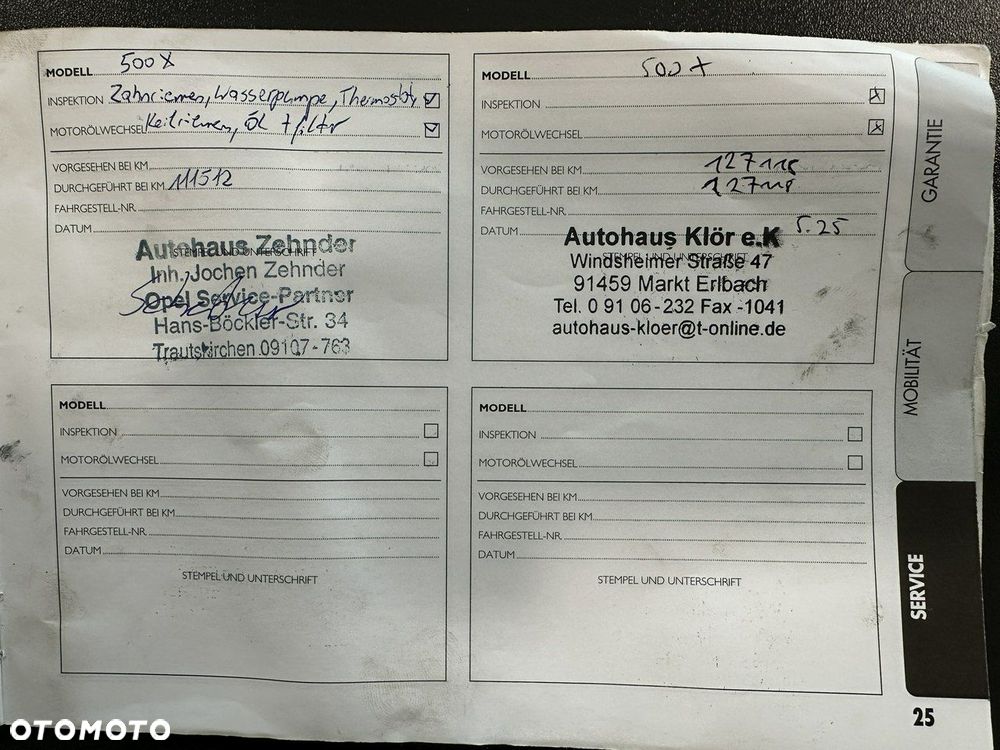 MODELL 500X
INSPEKTION Zahnriemen, Wasserpumpe, Thermostat,
MOTORÖLWECHSEL Keilriemen, Öl + filtr
VORGESEHEN BEI KM
DURCHGEFÜHRT BEI KM 111512
FAHRGESTELL-NR.
DATUM
STEMPEL UND UNTERSCHRIFT
Autohaus Zehnder
Inh. Jochen Zehnder
Opel Service-Partner
Hans-Böckler-Str. 34
Trautskirchen 09107-763
MODELL 500X
INSPEKTION
MOTORÖLWECHSEL
VORGESEHEN BEI KM 127118
DURCHGEFÜHRT BEI KM 127118
FAHRGESTELL-NR.
DATUM 5.25
STEMPEL UND UNTERSCHRIFT
Autohaus Klör e.K
Windsheimer Straße 47
91459 Markt Erlbach
Tel. 0 91 06-232 Fax -1041
autohaus-kloer@t-online.de
MODELL
INSPEKTION
MOTORÖLWECHSEL
VORGESEHEN BEI KM
DURCHGEFÜHRT BEI KM
FAHRGESTELL-NR.
DATUM
STEMPEL UND UNTERSCHRIFT
MODELL
INSPEKTION
MOTORÖLWECHSEL
VORGESEHEN BEI KM
DURCHGEFÜHRT BEI KM
FAHRGESTELL-NR.
DATUM
STEMPEL UND UNTERSCHRIFT
GARANTIE
MOBILITÄT
SERVICE
25
OTOMOTO